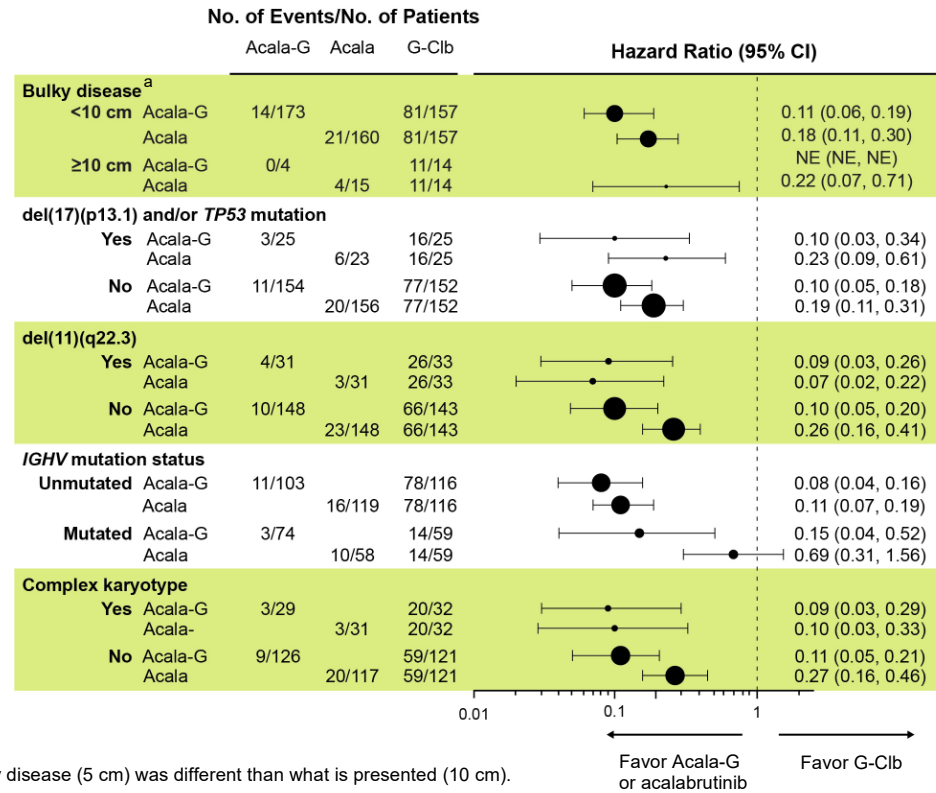 No. of Events/No. of Patients
Acala-G Acala G-Clb Hazard Ratio (95% CI)
Bulky disease a
<10 cm Acala-G 14/173 81/157 0.11 (0.06, 0.19)
Acala 21/160 81/157 0.18 (0.11, 0.30)
≥10 cm Acala-G 0/4 11/14 NE (NE, NE)
Acala 4/15 11/14 0.22 (0.07, 0.71)
del(17)(p13.1) and/or TP53 mutation
Yes Acala-G 3/25 16/25 0.10 (0.03, 0.34)
Acala 6/23 16/25 0.23 (0.09, 0.61)
No Acala-G 11/154 77/152 0.10 (0.05, 0.18)
Acala 20/156 77/152 0.19 (0.11, 0.31)
del(11)(q22.3)
Yes Acala-G 4/31 26/33 0.09 (0.03, 0.26)
Acala 3/31 26/33 0.07 (0.02, 0.22)
No Acala-G 10/148 66/143 0.10 (0.05, 0.20)
Acala 23/148 66/143 0.26 (0.16, 0.41)
IGHV mutation status
Unmutated Acala-G 11/103 78/116 0.08 (0.04, 0.16)
Acala 16/119 78/116 0.11 (0.07, 0.19)
Mutated Acala-G 3/74 14/59 0.15 (0.04, 0.52)
Acala 10/58 14/59 0.69 (0.31, 1.56)
Complex karyotype
Yes Acala-G 3/29 20/32 0.09 (0.03, 0.29)
Acala- 3/31 20/32 0.10 (0.03, 0.33)
No Acala-G 9/126 59/121 0.11 (0.05, 0.21)
Acala 20/117 59/121 0.27 (0.16, 0.46)
0.01 0.1 1
Favor Acala-G Favor G-Clb
or acalabrutinib
disease (5 cm) was different than what is presented (10 cm).